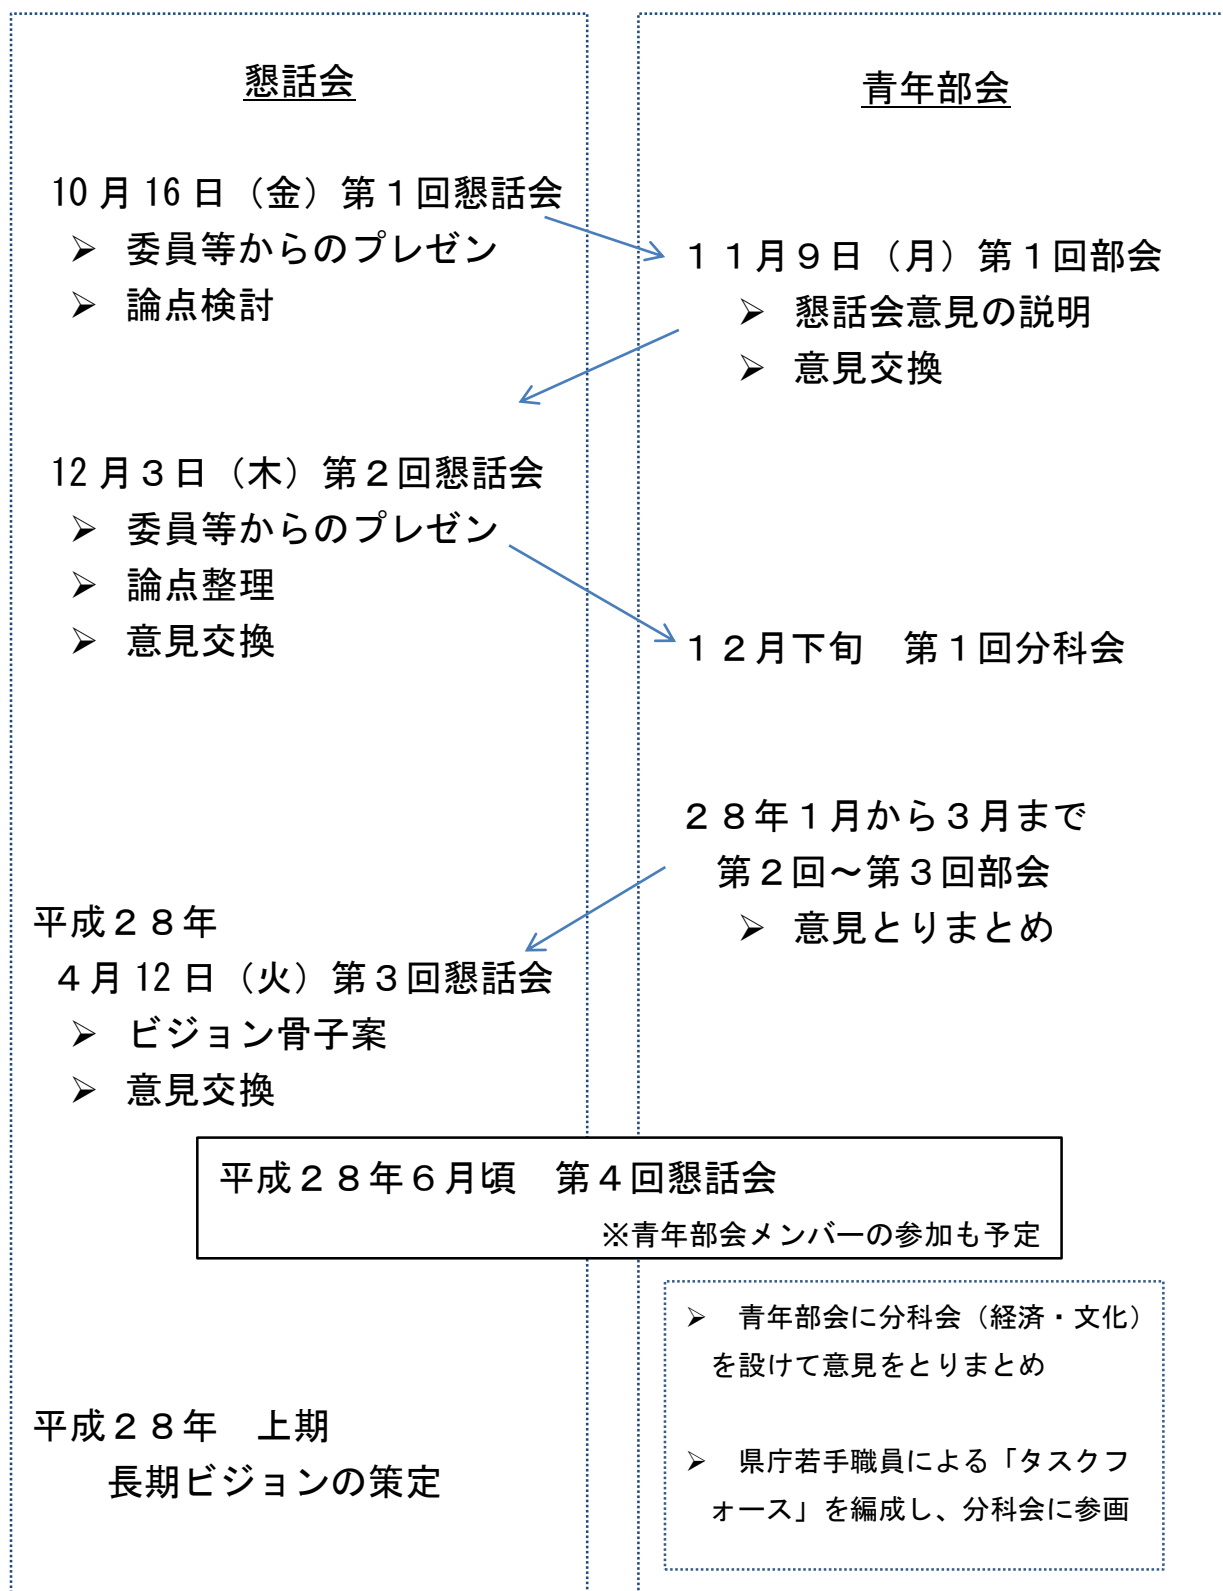 懇話会
10月16日（金）第１回懇話会
➢ 委員等からのプレゼン
➢ 論点検討
12月３日（木）第２回懇話会
➢ 委員等からのプレゼン
➢ 論点整理
➢ 意見交換
平成２８年
４月12日（火）第３回懇話会
➢ ビジョン骨子案
➢ 意見交換
青年部会
１１月９日（月）第１回部会
➢ 懇話会意見の説明
➢ 意見交換
１２月下旬　第１回分科会
２８年１月から３月まで
第２回～第３回部会
➢ 意見とりまとめ
平成２８年６月頃　第４回懇話会
※青年部会メンバーの参加も予定
平成２８年　上期
長期ビジョンの策定
➢ 青年部会に分科会（経済・文化）
を設けて意見をとりまとめ
➢ 県庁若手職員による「タスクフ
ォース」を編成し、分科会に参画